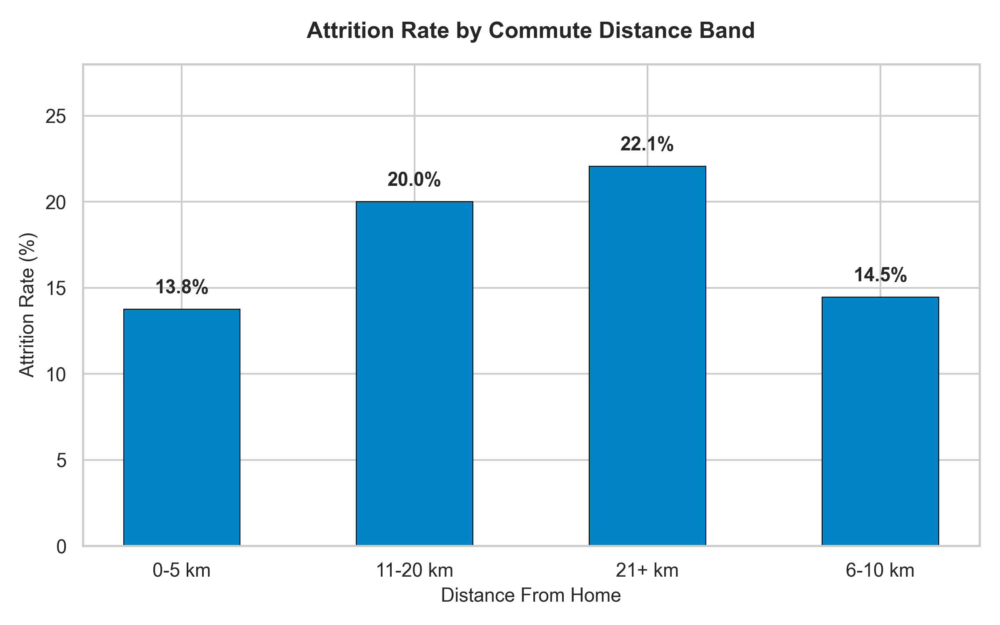 Attrition Rate by Commute Distance Band
Attrition Rate (%)
25
20
15
10
5
0
13.8%
20.0%
22.1%
14.5%
0-5 km
11-20 km
21+ km
6-10 km
Distance From Home